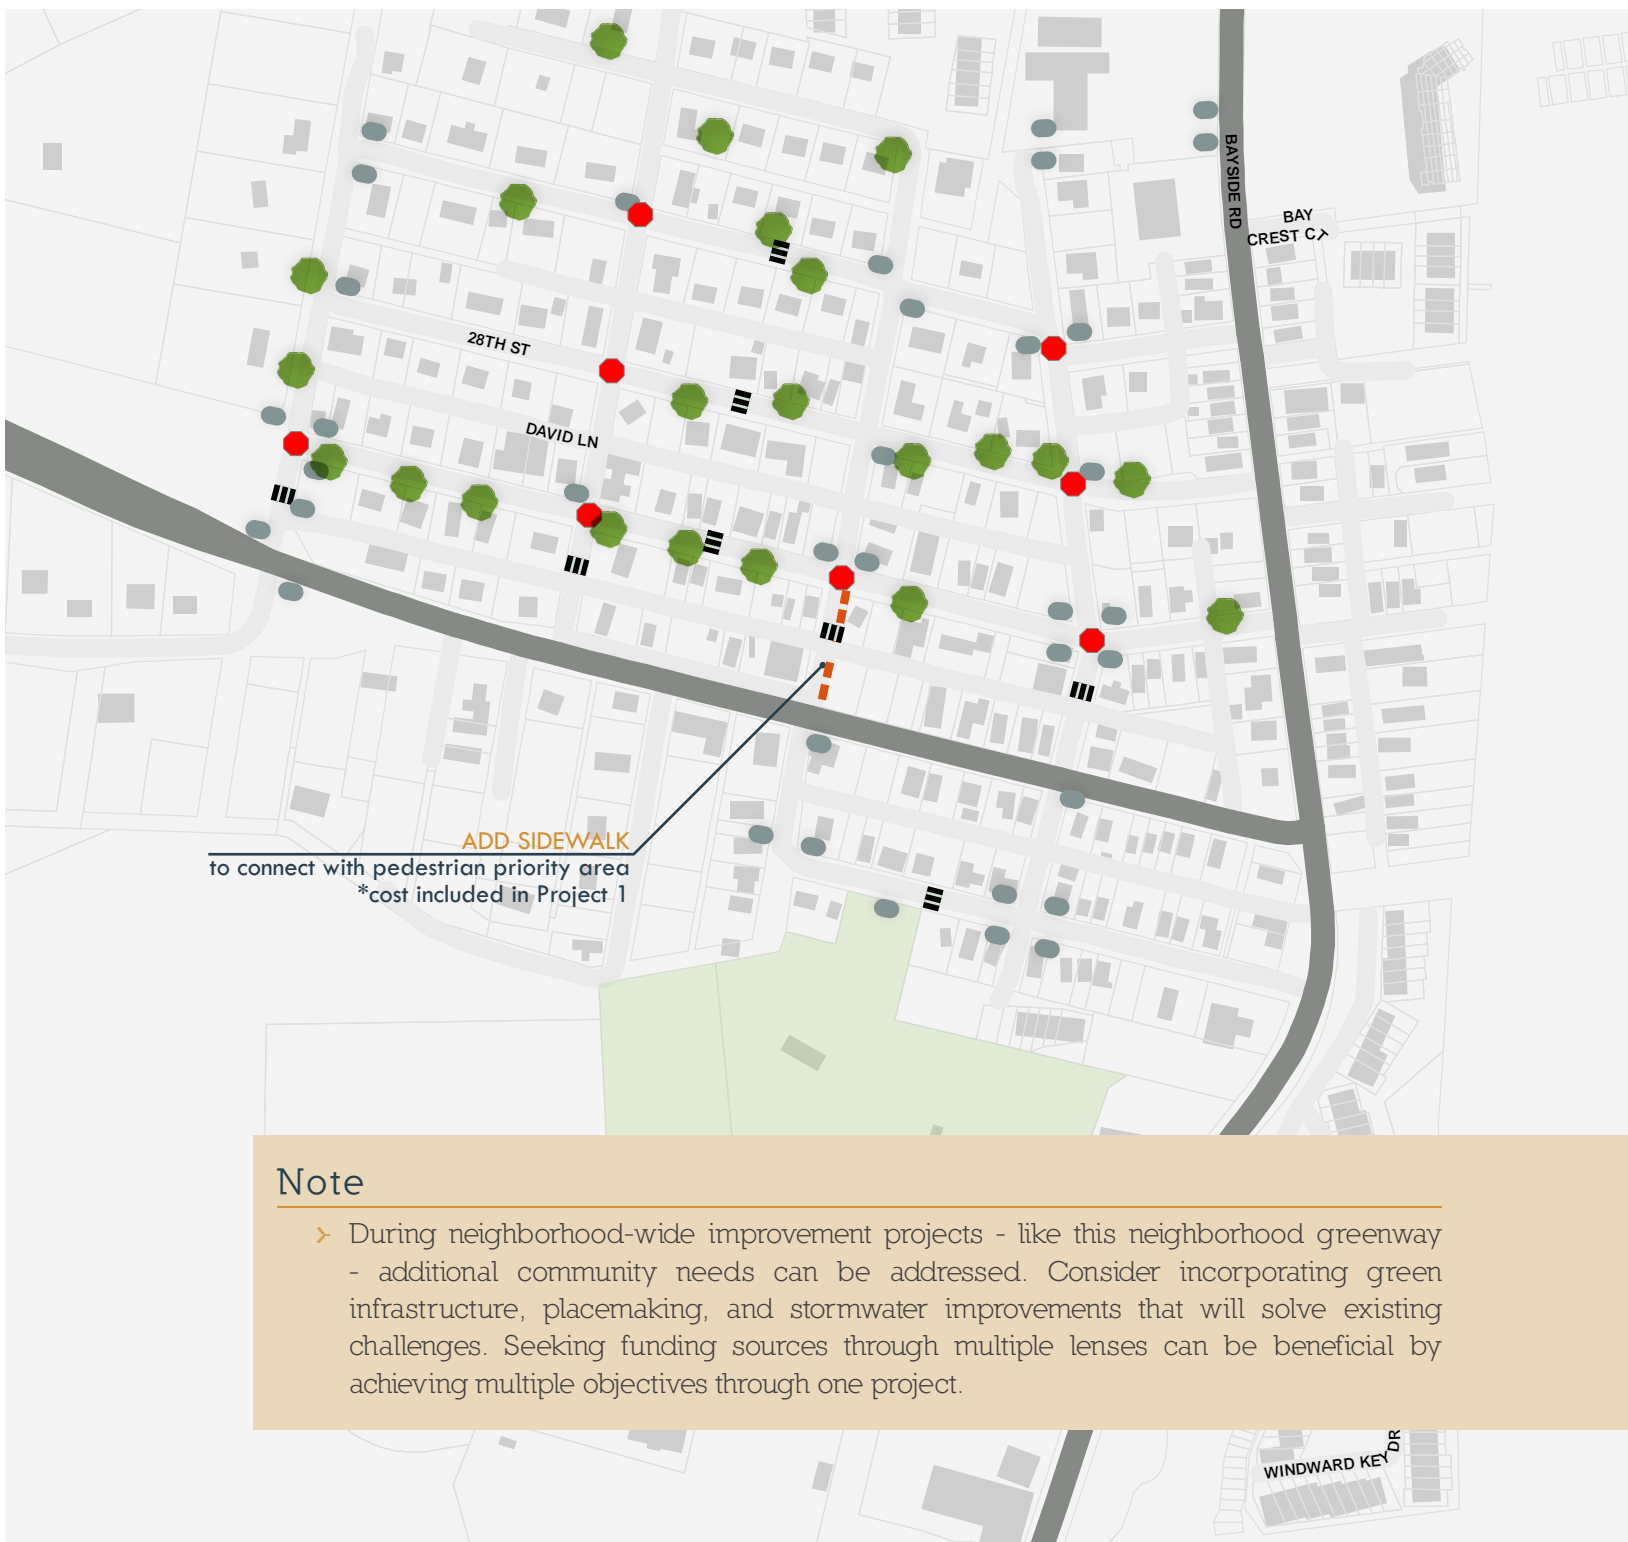 BAYSIDE RD
BAY
CREST CT
28TH ST
DAVID LN
ADD SIDEWALK
to connect with pedestrian priority area
*cost included in Project 1
Note
During neighborhood-wide improvement projects - like this neighborhood greenway
- additional community needs can be addressed. Consider incorporating green
infrastructure, placemaking, and stormwater improvements that will solve existing
challenges. Seeking funding sources through multiple lenses can be beneficial by
achieving multiple objectives through one project.
WINDWARD KEY DR